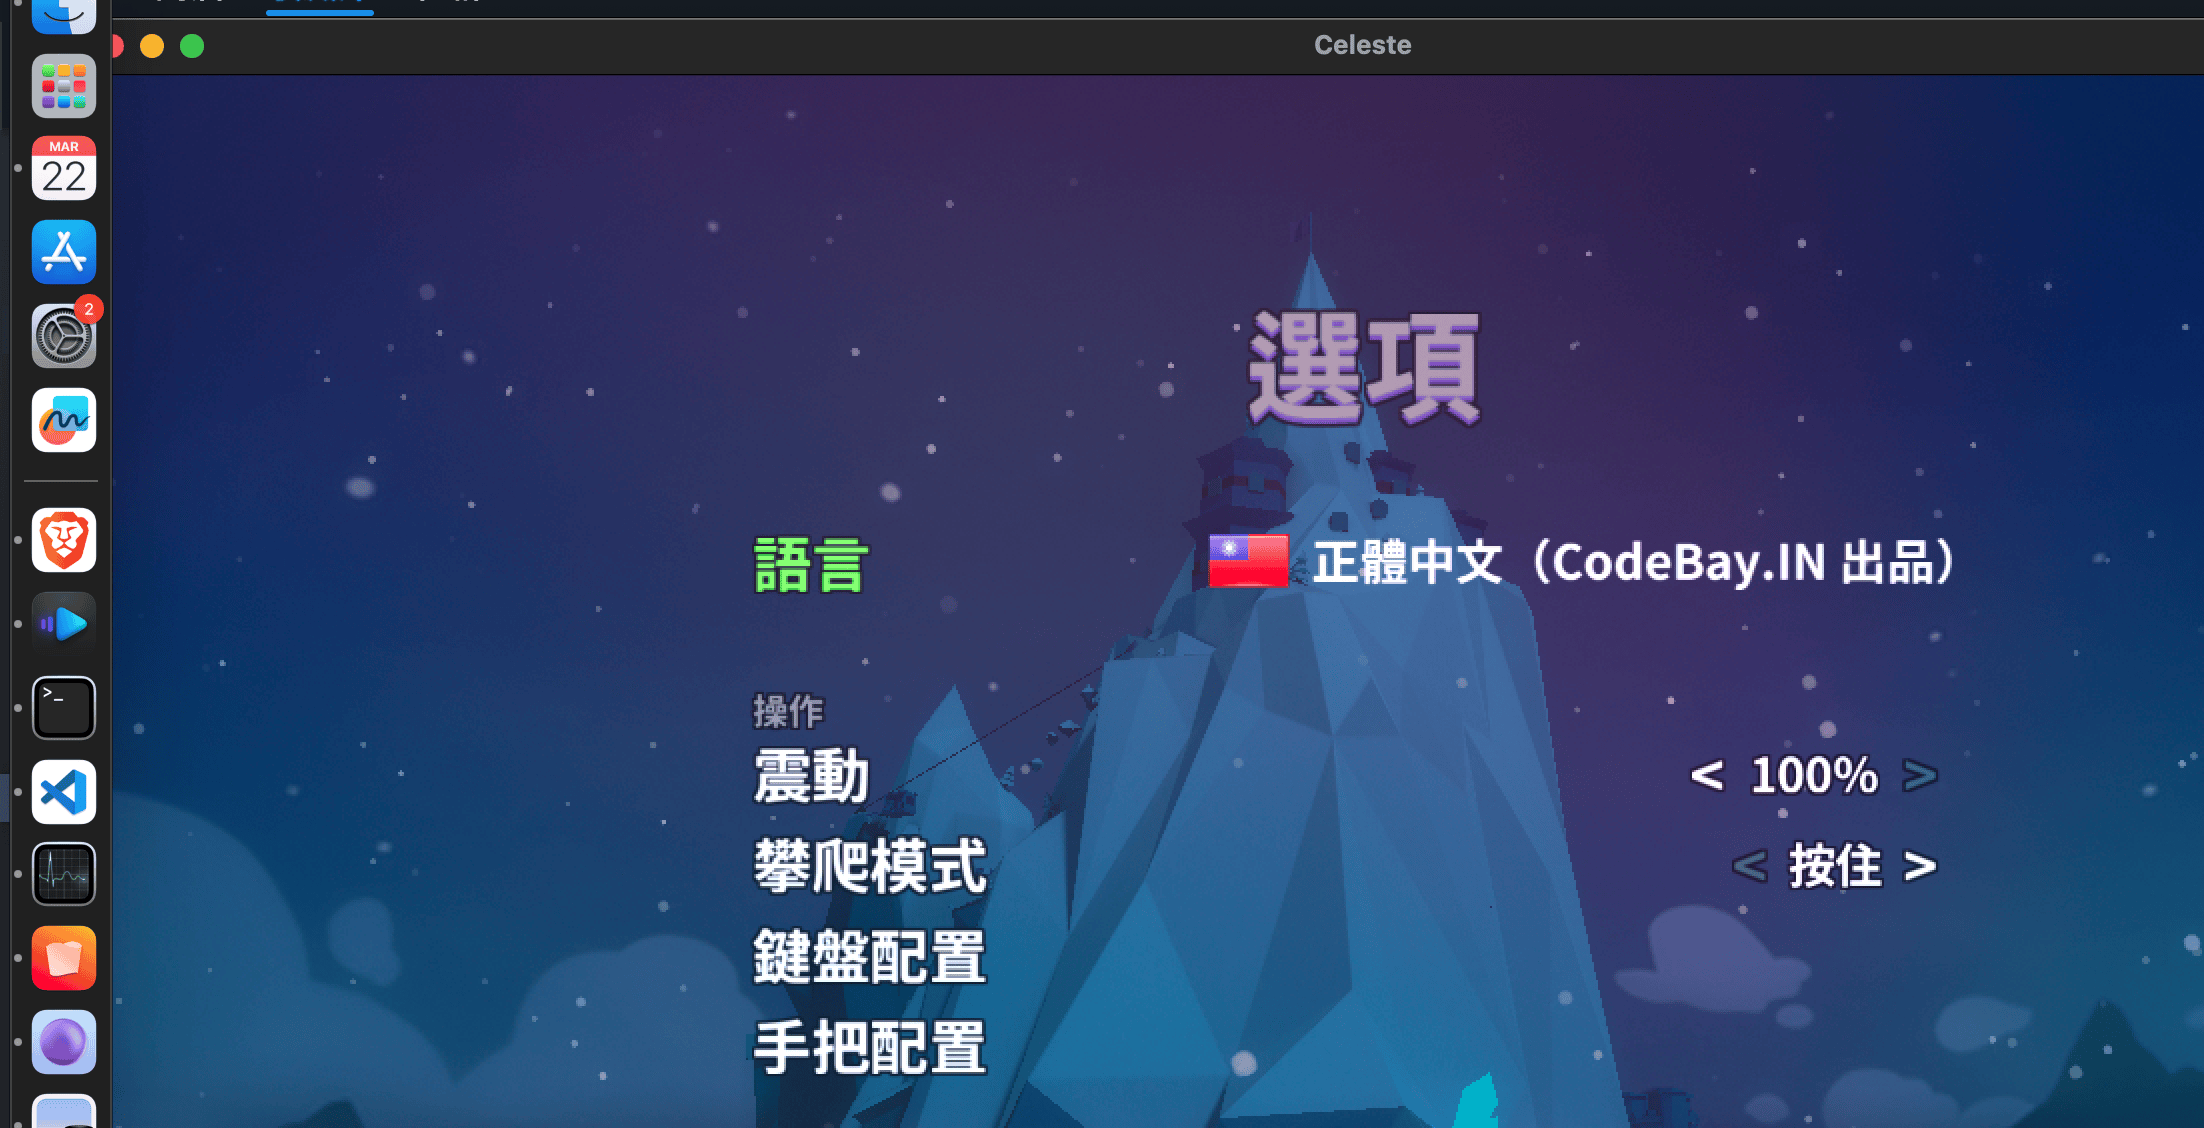 Celeste
MAR
22
2
選項
語言
正體中文（CodeBay.IN 出品）
操作
震動
< 100% >
攀爬模式
< 按住 >
鍵盤配置
手把配置
>_